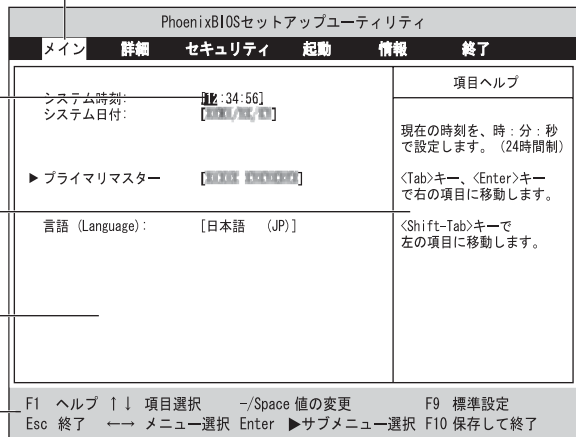 PhoenixBIOSセットアップユーティリティ
メイン 詳細 セキュリティ 起動 情報 終了
システム時刻: [12:34:56]
システム日付:
▶ プライマリマスター
言語 (Language): [日本語 (JP)]
項目ヘルプ
現在の時刻を、時:分:秒
で設定します。(24時間制)
<Tab>キー、<Enter>キー
で右の項目に移動します。
<Shift-Tab>キーで
左の項目に移動します。
F1 ヘルプ ↑↓ 項目選択 -/Space 値の変更 F9 標準設定
Esc 終了 ←→ メニュー選択 Enter ▶サブメニュー選択 F10 保存して終了